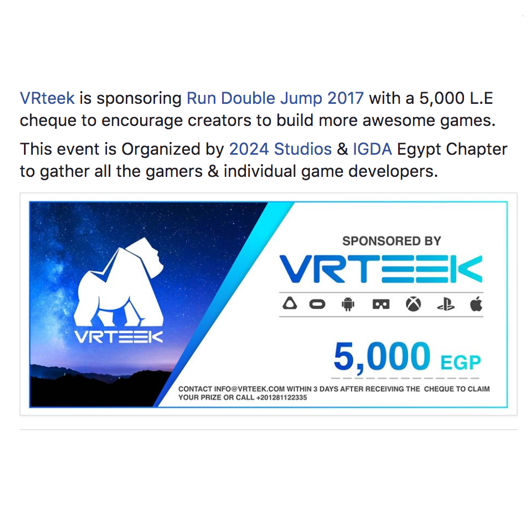 VRteek is sponsoring Run Double Jump 2017 with a 5,000 L.E
cheque to encourage creators to build more awesome games.
This event is Organized by 2024 Studios & IGDA Egypt Chapter
to gather all the gamers & individual game developers.
SPONSORED BY
VRTEEK
VRTEEK
5,000 EGP
CONTACT INFO@VRTEEK.COM WITHIN 3 DAYS AFTER RECEIVING THE CHEQUE TO CLAIM
YOUR PRIZE OR CALL +201281122335